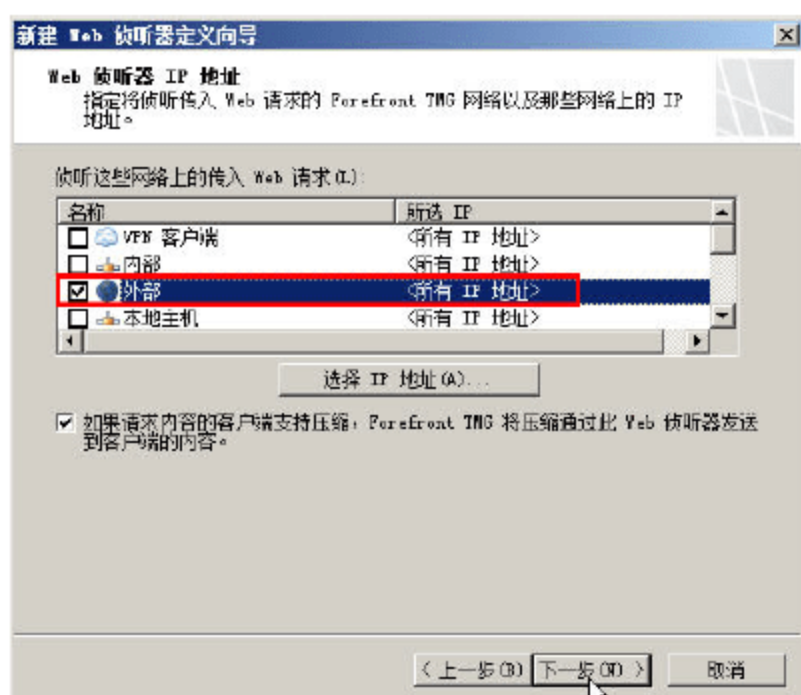 新建 Web 侦听器定义向导
Web 侦听器 IP 地址
指定将侦听传入 Web 请求的 Forefront TMG 网络以及那些网络上的 IP
地址。
侦听这些网络上的传入 Web 请求(L):
名称 所选 IP
VPN 客户端 <所有 IP 地址>
内部 <所有 IP 地址>
外部 <所有 IP 地址>
本地主机 <所有 IP 地址>
选择 IP 地址(A)...
如果请求内容的客户端支持压缩，Forefront TMG 将压缩通过此 Web 侦听器发送
到客户端的内容。
< 上一步(B) 下一步(N) > 取消